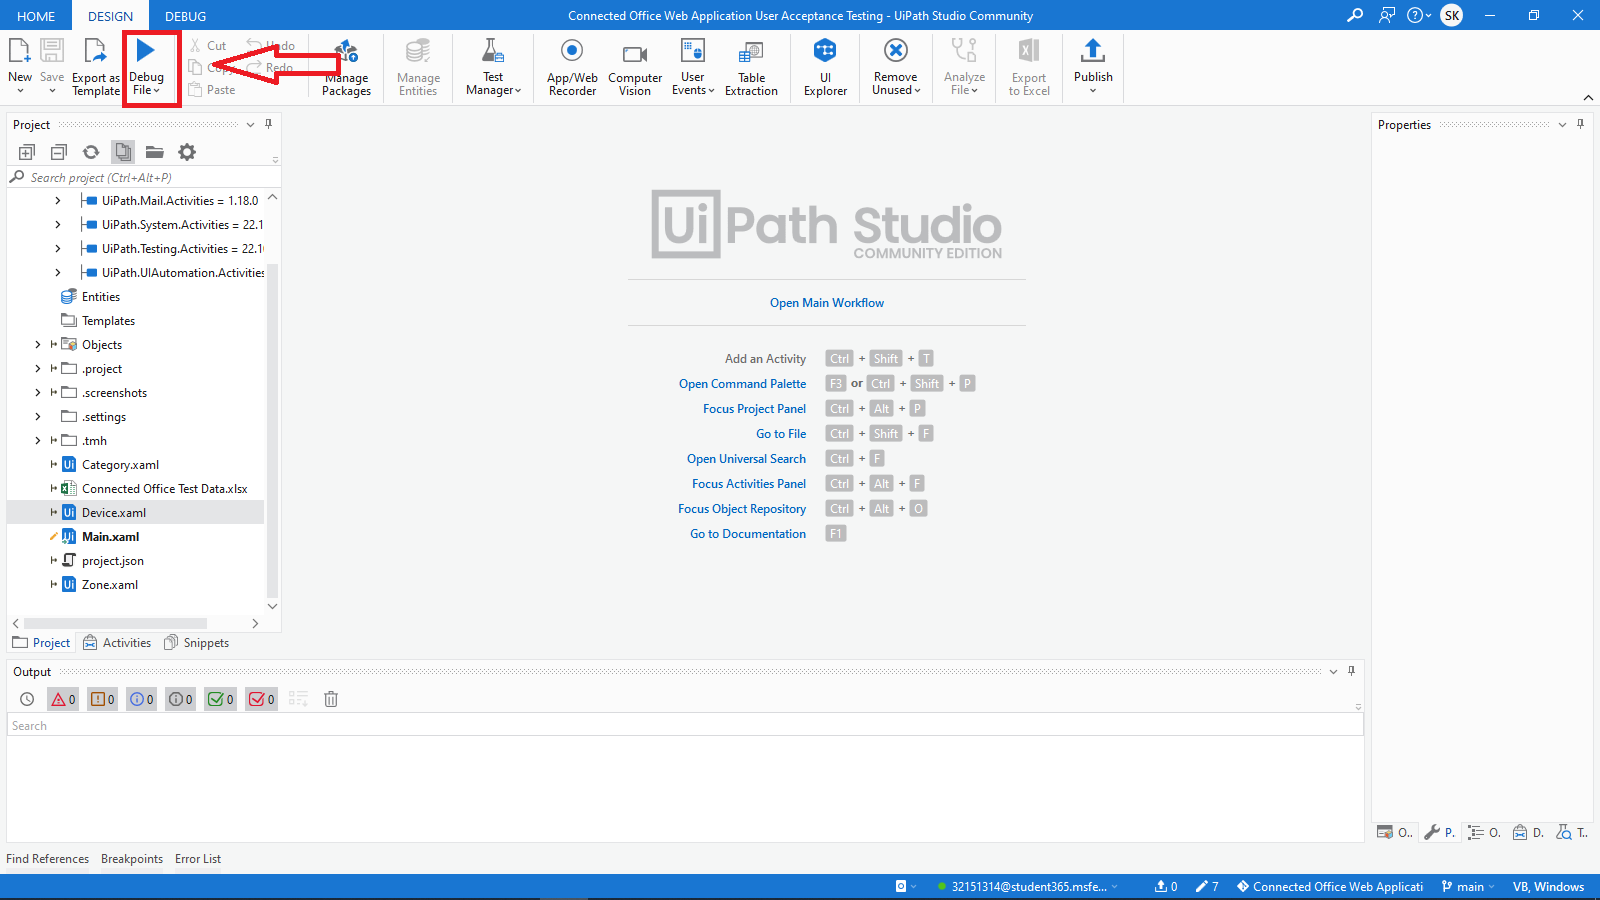 HOME DESIGN DEBUG Connected Office Web Application User Acceptance Testing - UiPath Studio Community SK
New Save Export as Template Debug File Cut Copy Paste Undo Redo Manage Packages Manage Entities Test Manager App/Web Recorder Computer Vision User Events Table Extraction UI Explorer Remove Unused Analyze File Export to Excel Publish
Project
Search project (Ctrl+Alt+P)
UiPath.Mail.Activities = 1.18.0
UiPath.System.Activities = 22.1
UiPath.Testing.Activities = 22.1
UiPath.UIAutomation.Activities
Entities
Templates
Objects
.project
.screenshots
.settings
.tmh
Category.xaml
Connected Office Test Data.xlsx
Device.xaml
Main.xaml
project.json
Zone.xaml
Project Activities Snippets
Ui Path Studio
COMMUNITY EDITION
Open Main Workflow
Add an Activity Ctrl + Shift + T
Open Command Palette F3 or Ctrl + Shift + P
Focus Project Panel Ctrl + Alt + P
Go to File Ctrl + Shift + F
Open Universal Search Ctrl + F
Focus Activities Panel Ctrl + Alt + F
Focus Object Repository Ctrl + Alt + O
Go to Documentation F1
Properties
O.. P. O. D. T..
Output
0 0 0 0 0 0
Search
Find References Breakpoints Error List
32151314@student365.msfe... 0 7 Connected Office Web Applicati main VB, Windows